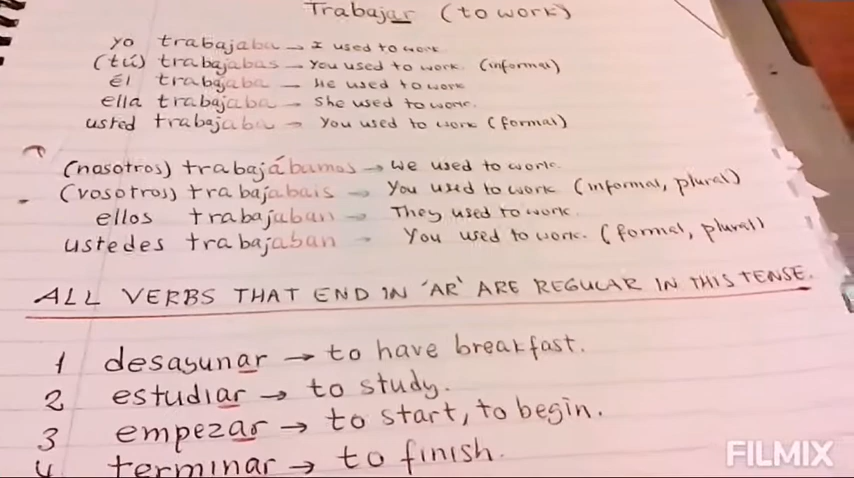 Trabajar (to work)
yo trabajaba → I used to work
(tú) trabajabas → you used to work. (informal)
él trabajaba → He used to work
ella trabajaba → She used to work.
usted trabajaba → you used to work (formal)
(nosotros) trabajábamos → we used to work.
(vosotros) trabajabais → You used to work (informal, plural)
ellos trabajaban → They used to work.
ustedes trabajaban → You used to work. (formal, plural)
ALL VERBS THAT END IN 'AR' ARE REGULAR IN THIS TENSE.
1 desayunar → to have breakfast.
2 estudiar → to study.
3 empezar → to start, to begin.
4 terminar → to finish.
FILMIX